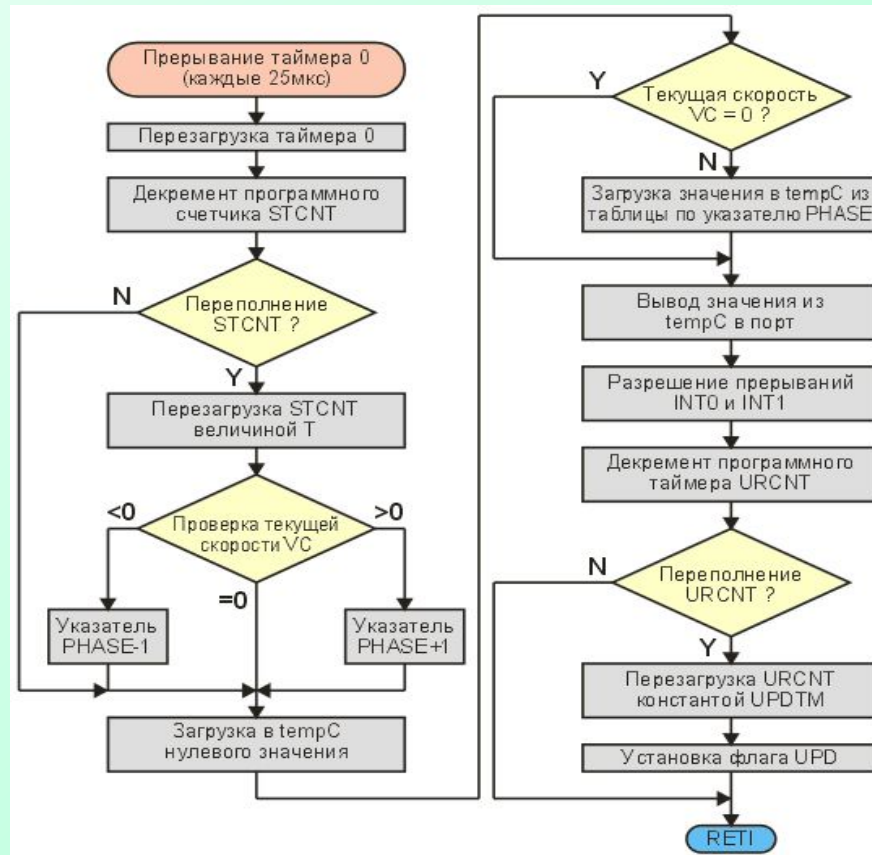 Прерывание таймера 0
(каждые 25мкс)
Перезагрузка таймера 0
Декремент программного
счетчика STCNT
N
Переполнение
STCNT ?
Y
Перезагрузка STCNT
величиной T
<0
Проверка текущей
скорости VC
>0
=0
Указатель
PHASE-1
Указатель
PHASE+1
Загрузка в tempC
нулевого значения
Y
Текущая скорость
VC = 0 ?
N
Загрузка значения в tempC из
таблицы по указателю PHASE
Вывод значения из
tempC в порт
Разрешение прерываний
INT0 и INT1
Декремент программного
таймера URCNT
N
Переполнение
URCNT ?
Y
Перезагрузка URCNT
константой UPDTM
Установка флага UPD
RETI